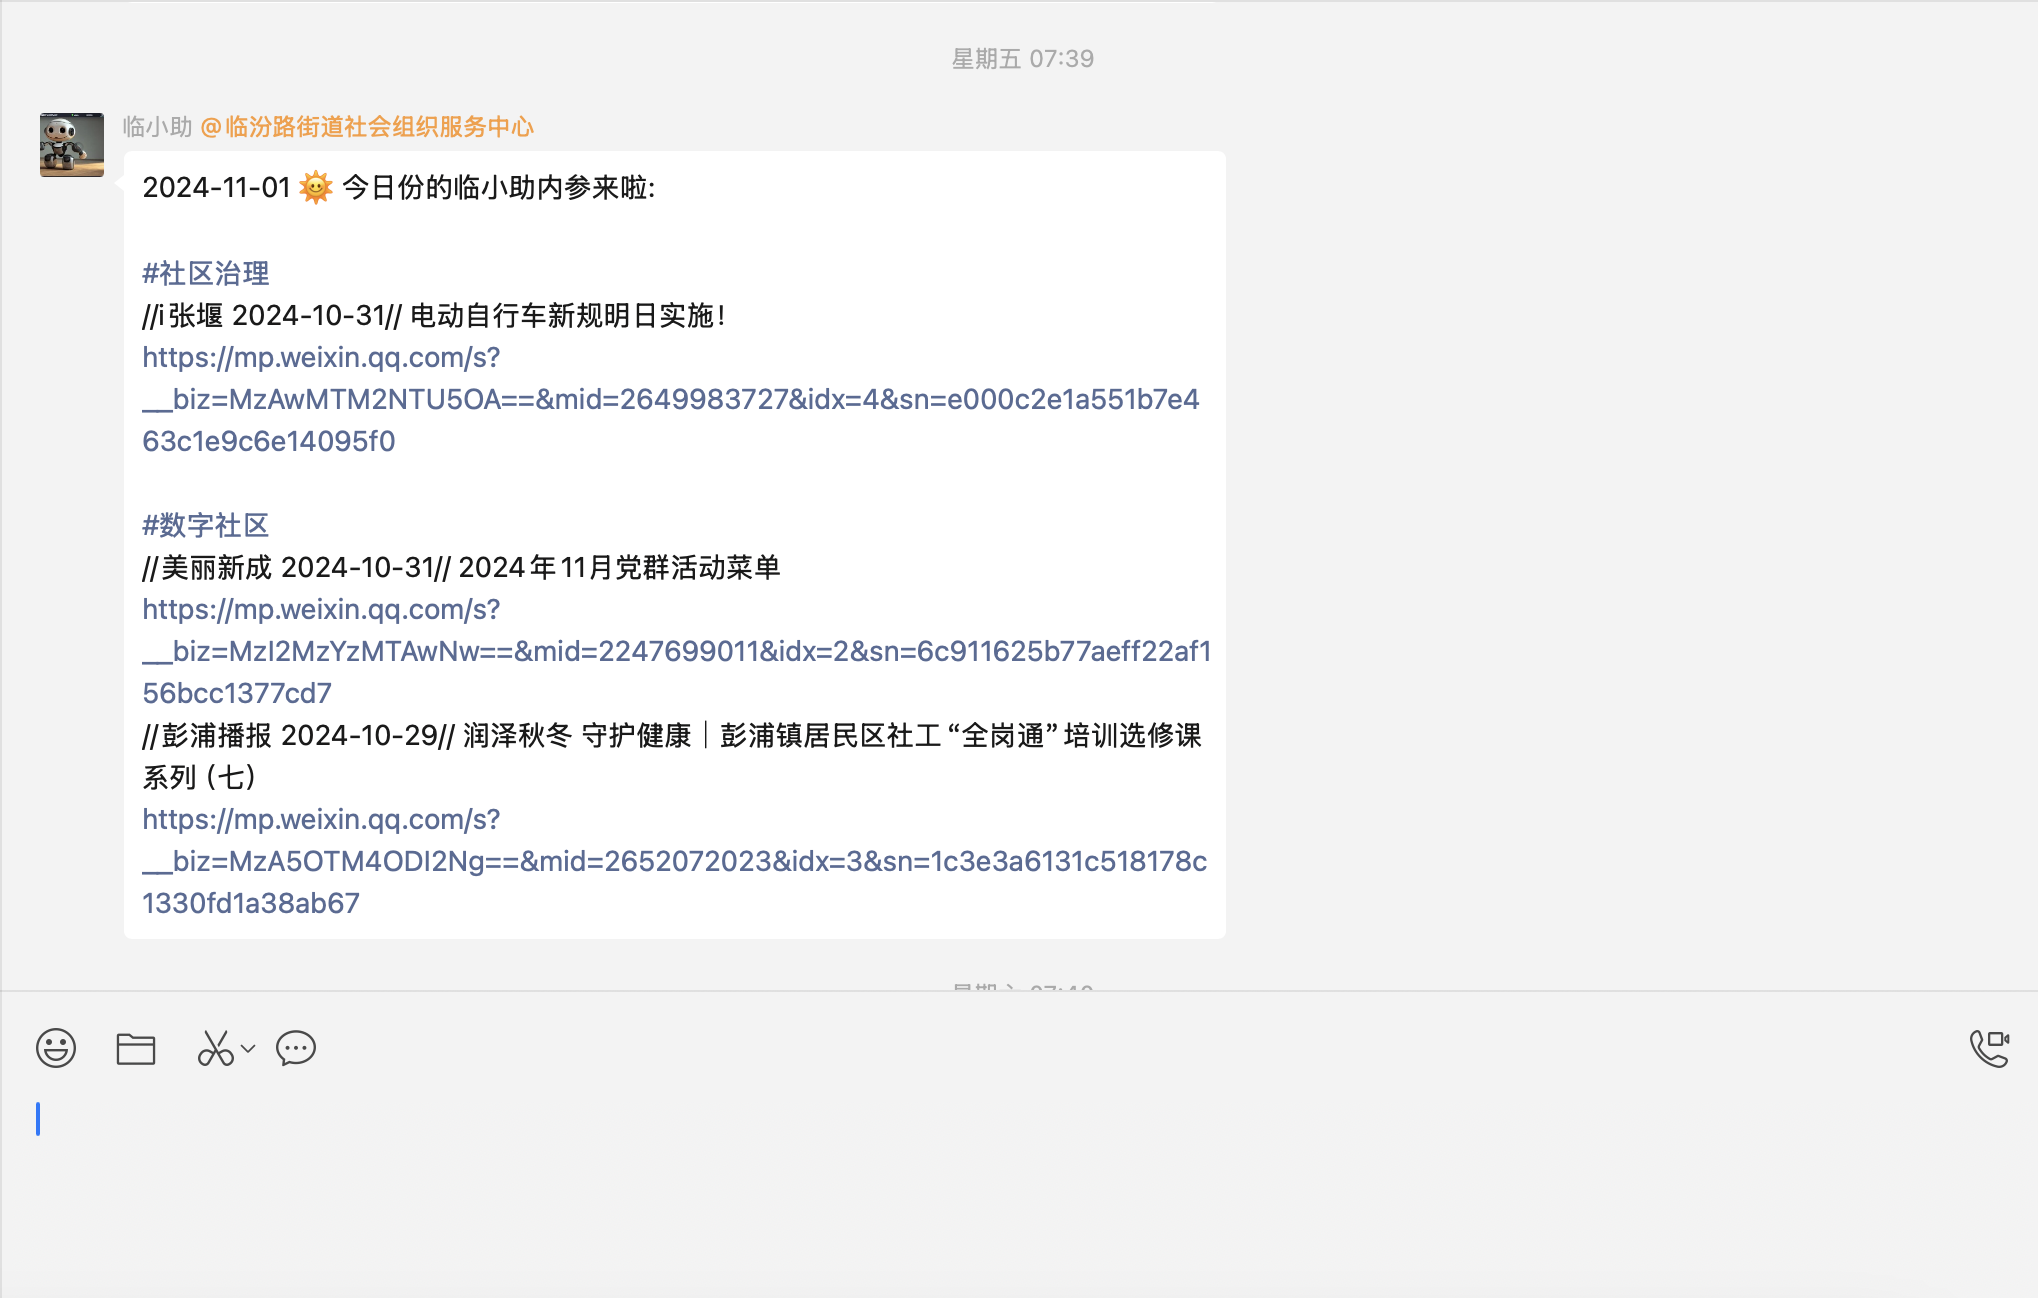 星期五 07:39
临小助 @临汾路街道社会组织服务中心
2024-11-01 🌞 今日份的临小助内参来啦:
#社区治理
//i张堰 2024-10-31// 电动自行车新规明日实施！
https://mp.weixin.qq.com/s?
__biz=MzAwMTM2NTU5OA==&mid=2649983727&idx=4&sn=e000c2e1a551b7e4
63c1e9c6e14095f0
#数字社区
//美丽新成 2024-10-31// 2024年11月党群活动菜单
https://mp.weixin.qq.com/s?
__biz=MzI2MzYzMTAwNw==&mid=2247699011&idx=2&sn=6c911625b77aeff22af1
56bcc1377cd7
//彭浦播报 2024-10-29// 润泽秋冬 守护健康｜彭浦镇居民区社工“全岗通”培训选修课
系列（七）
https://mp.weixin.qq.com/s?
__biz=MzA5OTM4ODI2Ng==&mid=2652072023&idx=3&sn=1c3e3a6131c518178c
1330fd1a38ab67